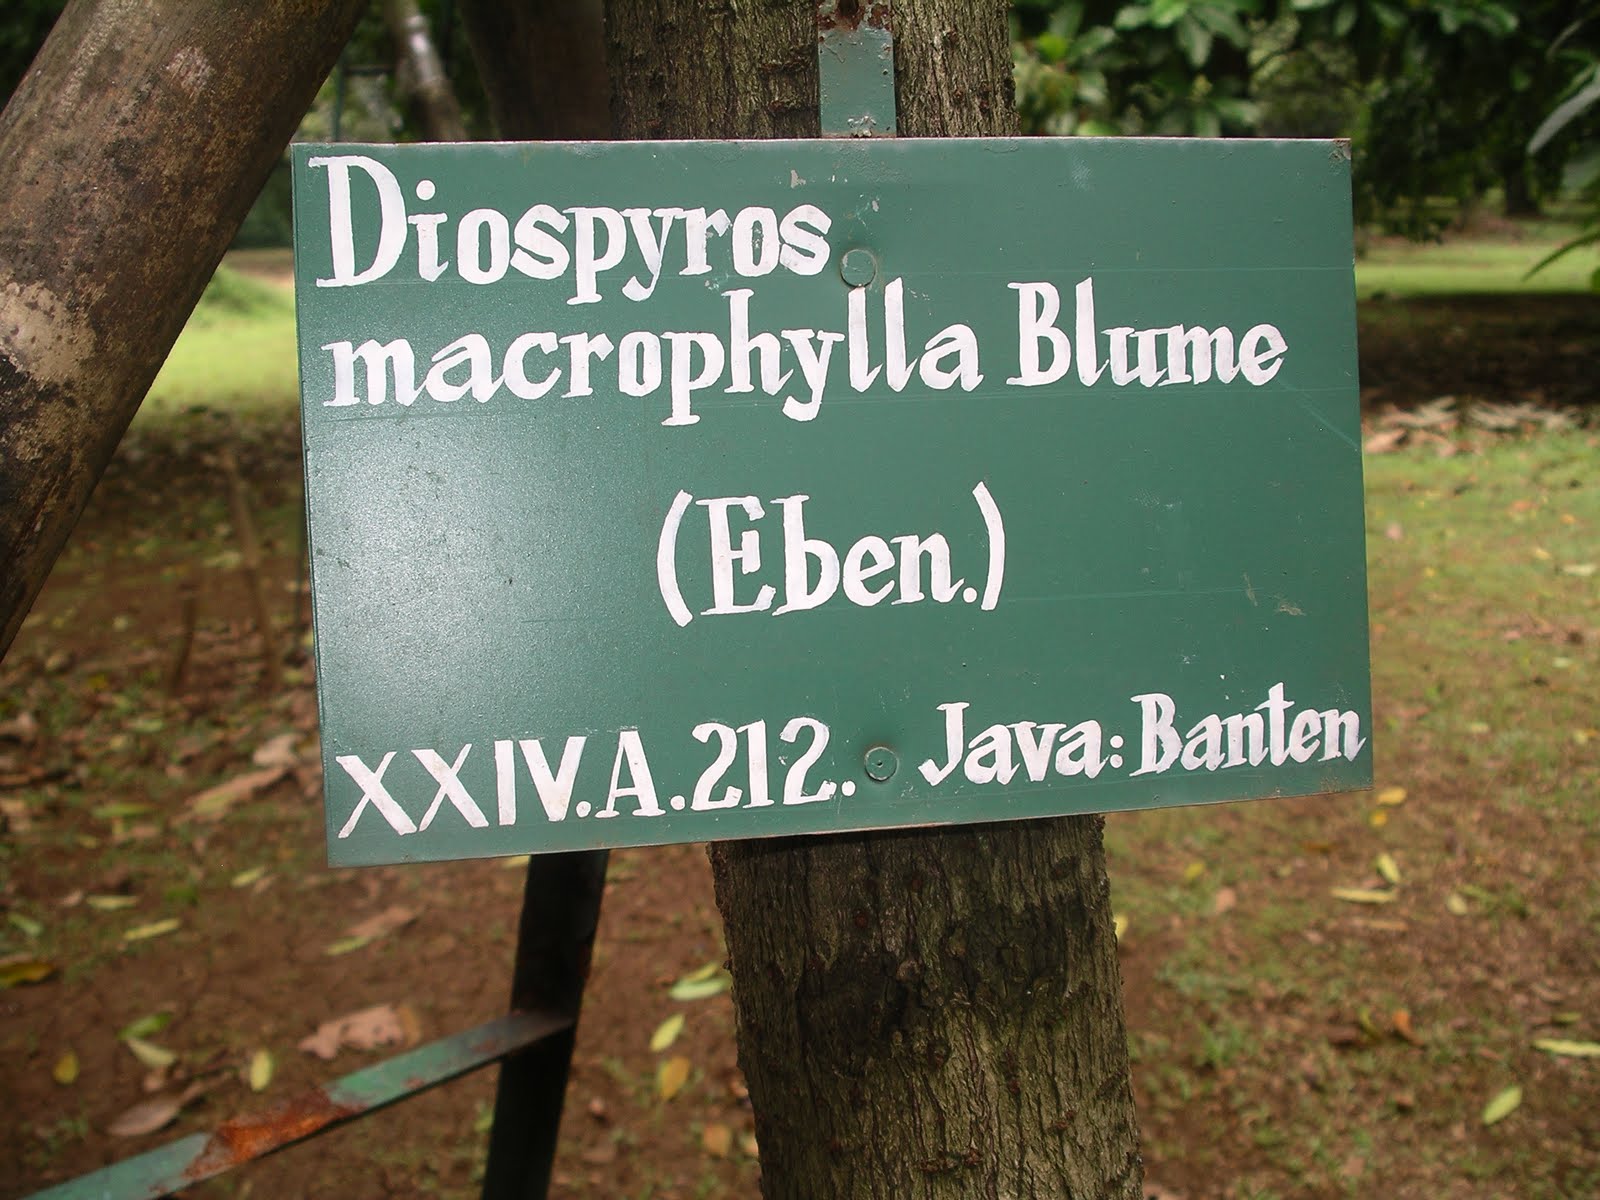 Diospyros
macrophylla Blume
(Eben.)
XXIV.A.212. Java: Banten